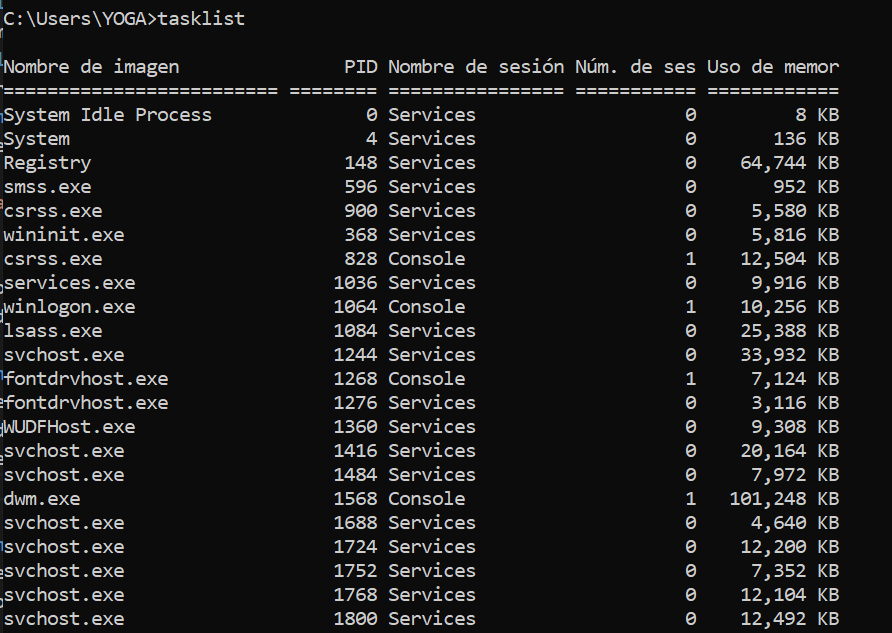 C:\Users\YOGA>tasklist
Nombre de imagen PID Nombre de sesión Núm. de ses Uso de memor
========================= ======== ================ =========== ============
System Idle Process 0 Services 0 8 KB
System 4 Services 0 136 KB
Registry 148 Services 0 64,744 KB
smss.exe 596 Services 0 952 KB
csrss.exe 900 Services 0 5,580 KB
wininit.exe 368 Services 0 5,816 KB
csrss.exe 828 Console 1 12,504 KB
services.exe 1036 Services 0 9,916 KB
winlogon.exe 1064 Console 1 10,256 KB
lsass.exe 1084 Services 0 25,388 KB
svchost.exe 1244 Services 0 33,932 KB
fontdrvhost.exe 1268 Console 1 7,124 KB
fontdrvhost.exe 1276 Services 0 3,116 KB
WUDFHost.exe 1360 Services 0 9,308 KB
svchost.exe 1416 Services 0 20,164 KB
svchost.exe 1484 Services 0 7,972 KB
dwm.exe 1568 Console 1 101,248 KB
svchost.exe 1688 Services 0 4,640 KB
svchost.exe 1724 Services 0 12,200 KB
svchost.exe 1752 Services 0 7,352 KB
svchost.exe 1768 Services 0 12,104 KB
svchost.exe 1800 Services 0 12,492 KB